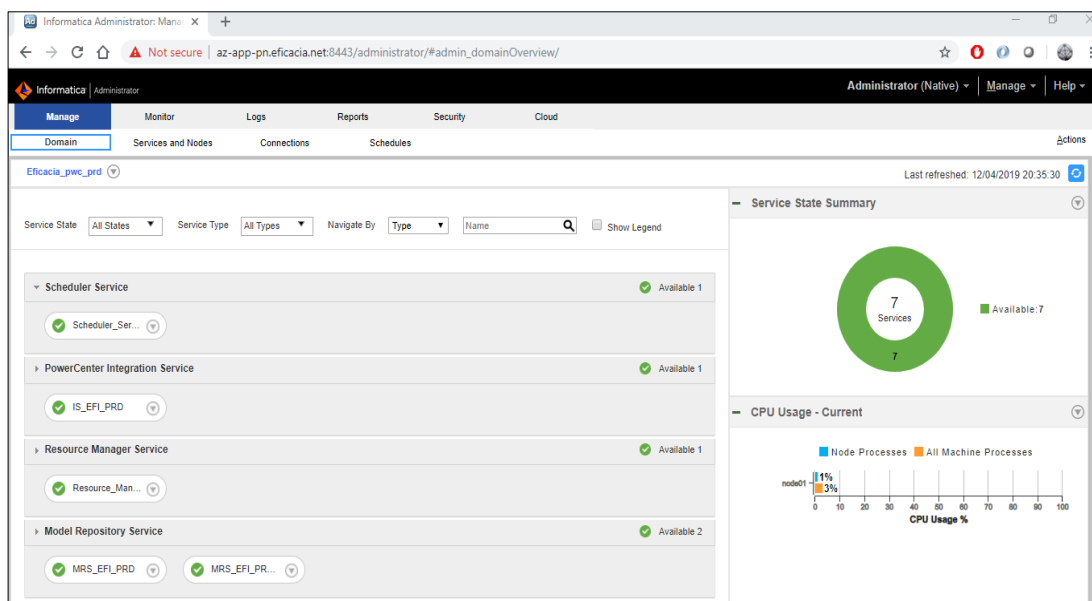 Informatica Administrator: Mana
Not secure az-app-pn.eficacia.net:8443/administrator/#admin_domainOverview/
Informatica Administrator
Administrator (Native) Manage Help
Manage Monitor Logs Reports Security Cloud
Domain Services and Nodes Connections Schedules Actions
Eficacia_pwc_prd
Last refreshed: 12/04/2019 20:35:30
Service State All States Service Type All Types Navigate By Type Name Show Legend
Scheduler Service Available 1
Scheduler_Ser...
PowerCenter Integration Service Available 1
IS_EFI_PRD
Resource Manager Service Available 1
Resource_Man...
Model Repository Service Available 2
MRS_EFI_PRD MRS_EFI_PR...
Service State Summary
7
Services
7
Available:7
CPU Usage - Current
Node Processes All Machine Processes
node01
1%
3%
0 10 20 30 40 50 60 70 80 90 100
CPU Usage %